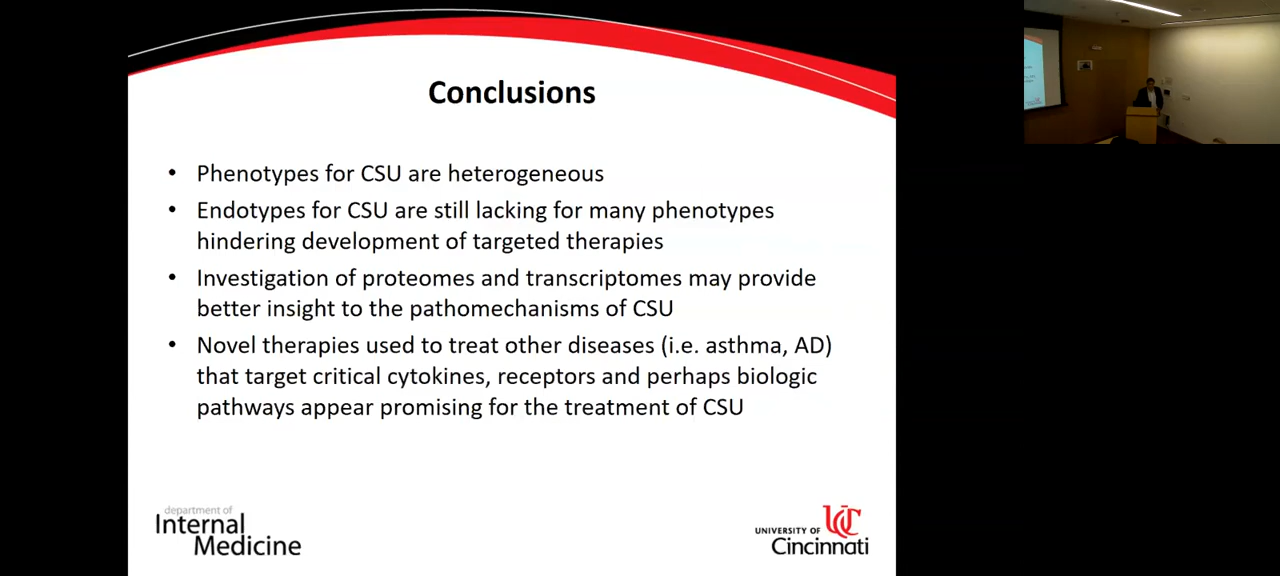 Conclusions
• Phenotypes for CSU are heterogeneous
• Endotypes for CSU are still lacking for many phenotypes
hindering development of targeted therapies
• Investigation of proteomes and transcriptomes may provide
better insight to the pathomechanisms of CSU
• Novel therapies used to treat other diseases (i.e. asthma, AD)
that target critical cytokines, receptors and perhaps biologic
pathways appear promising for the treatment of CSU
department of
Internal
Medicine
UC
UNIVERSITY OF
Cincinnati